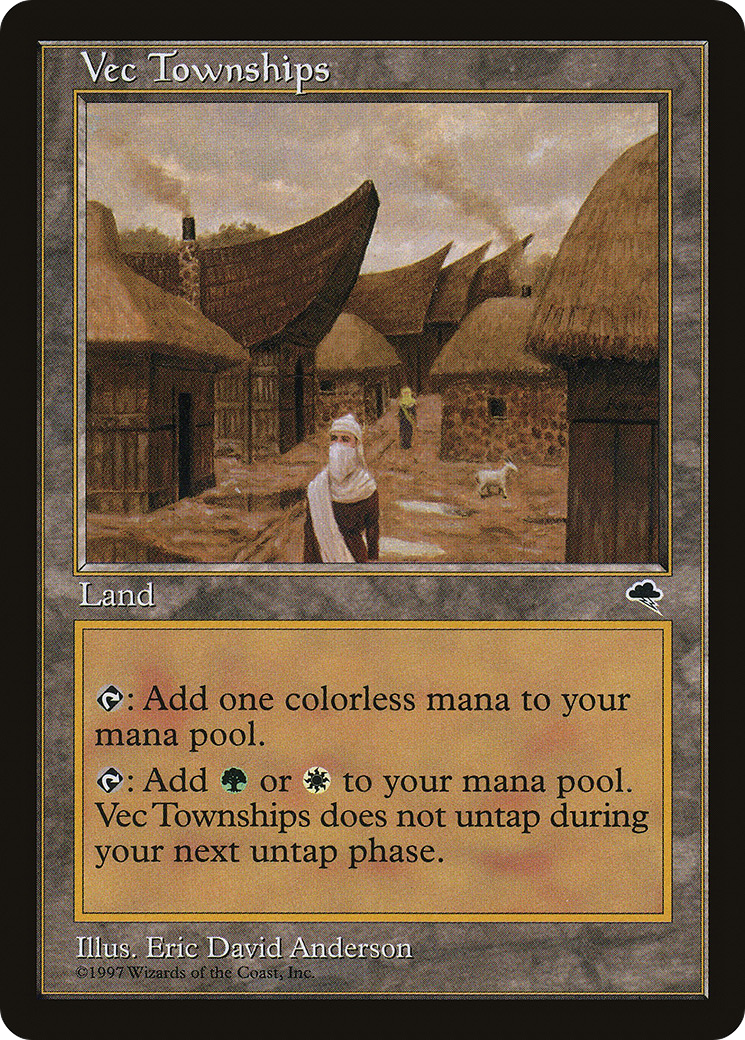 Vec Townships
Land
: Add one colorless mana to your
mana pool.
: Add or to your mana pool.
Vec Townships does not untap during
your next untap phase.
Illus. Eric David Anderson
©1997 Wizards of the Coast, Inc.